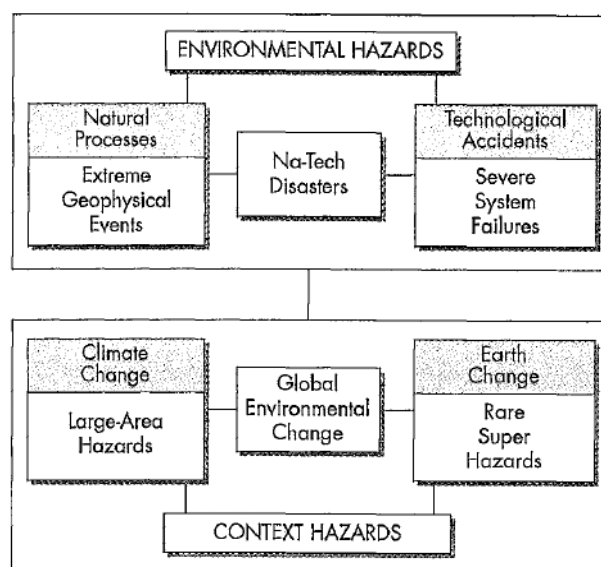 ENVIRONMENTAL HAZARDS
Natural
Processes
Extreme
Geophysical
Events
Na-Tech
Disasters
Technological
Accidents
Severe
System
Failures
Climate
Change
Large-Area
Hazards
Global
Environmental
Change
Earth
Change
Rare
Super
Hazards
CONTEXT HAZARDS